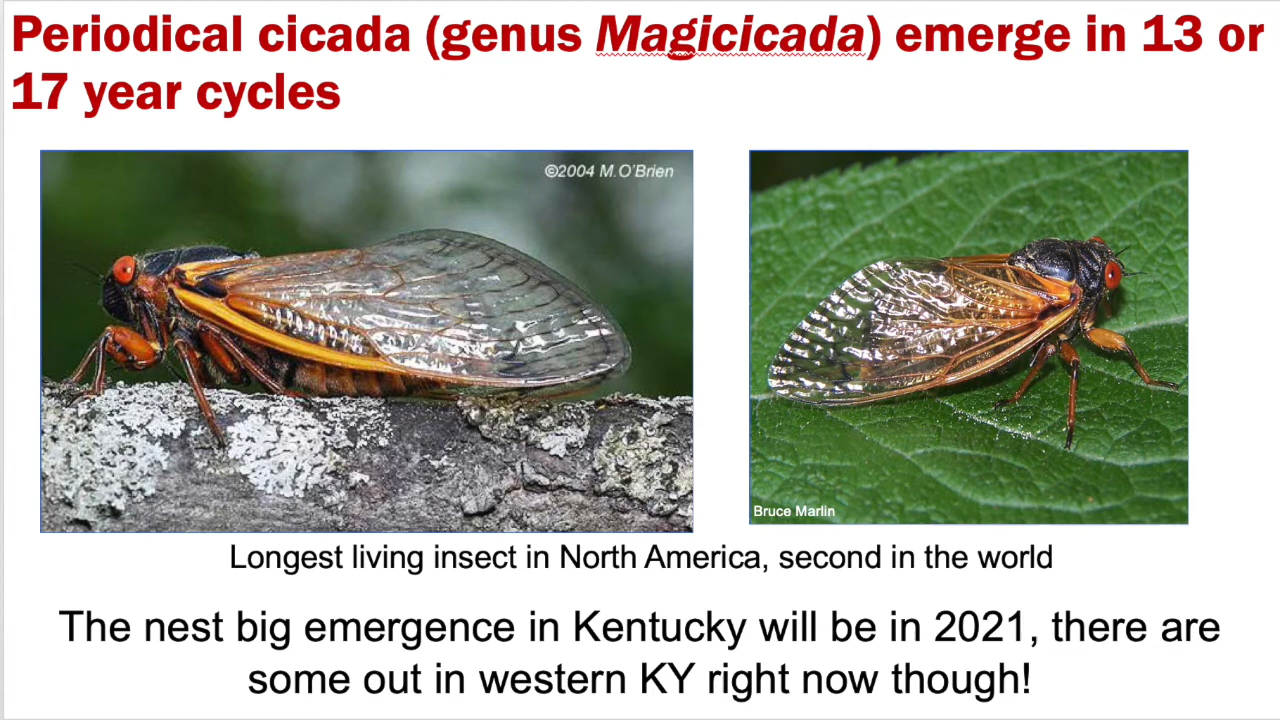 Periodical cicada (genus Magicicada) emerge in 13 or
17 year cycles
©2004 M.O'Brien
Bruce Marlin
Longest living insect in North America, second in the world
The nest big emergence in Kentucky will be in 2021, there are
some out in western KY right now though!